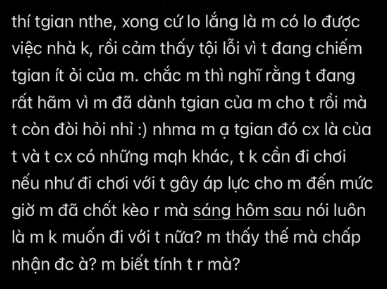 thí tgian nthe, xong cứ lo lắng là m có lo được
việc nhà k, rồi cảm thấy tội lỗi vì t đang chiếm
tgian ít ỏi của m. chắc m thì nghĩ rằng t đang
rất hãm vì m đã dành tgian của m cho t rồi mà
t còn đòi hỏi nhỉ :) nhma m ạ tgian đó cx là của
t và t cx có những mqh khác, t k cần đi chơi
nếu như đi chơi với t gây áp lực cho m đến mức
giờ m đã chốt kèo r mà sáng hôm sau nói luôn
là m k muốn đi với t nữa? m thấy thế mà chấp
nhận đc à? m biết tính t r mà?